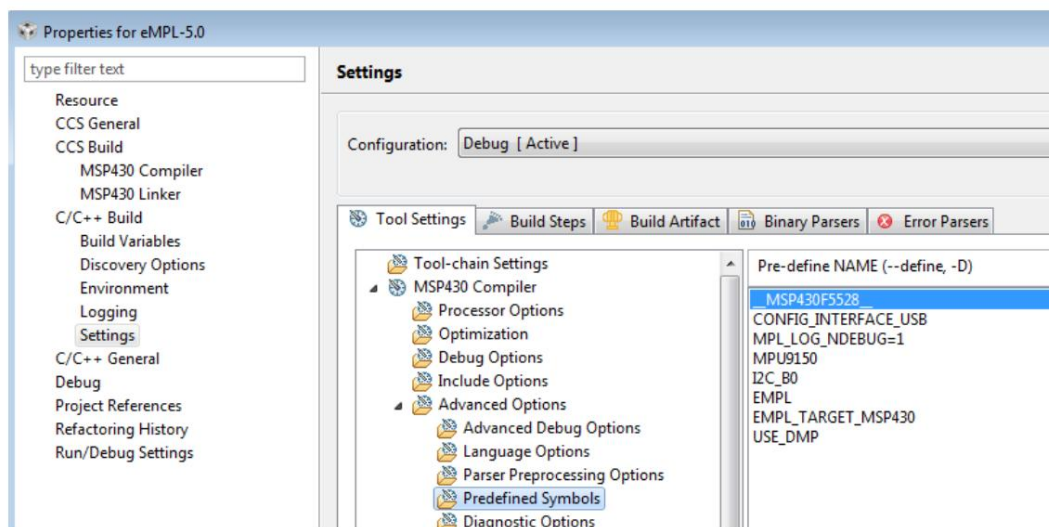 Properties for eMPL-5.0
type filter text
Resource
CCS General
CCS Build
MSP430 Compiler
MSP430 Linker
C/C++ Build
Build Variables
Discovery Options
Environment
Logging
Settings
C/C++ General
Debug
Project References
Refactoring History
Run/Debug Settings
Settings
Configuration: Debug [ Active ]
Tool Settings Build Steps Build Artifact Binary Parsers Error Parsers
Tool-chain Settings
MSP430 Compiler
Processor Options
Optimization
Debug Options
Include Options
Advanced Options
Advanced Debug Options
Language Options
Parser Preprocessing Options
Predefined Symbols
Diagnostic Options
Pre-define NAME (--define, -D)
__MSP430F5528__
CONFIG_INTERFACE_USB
MPL_LOG_NDEBUG=1
MPU9150
I2C_B0
EMPL
EMPL_TARGET_MSP430
USE_DMP